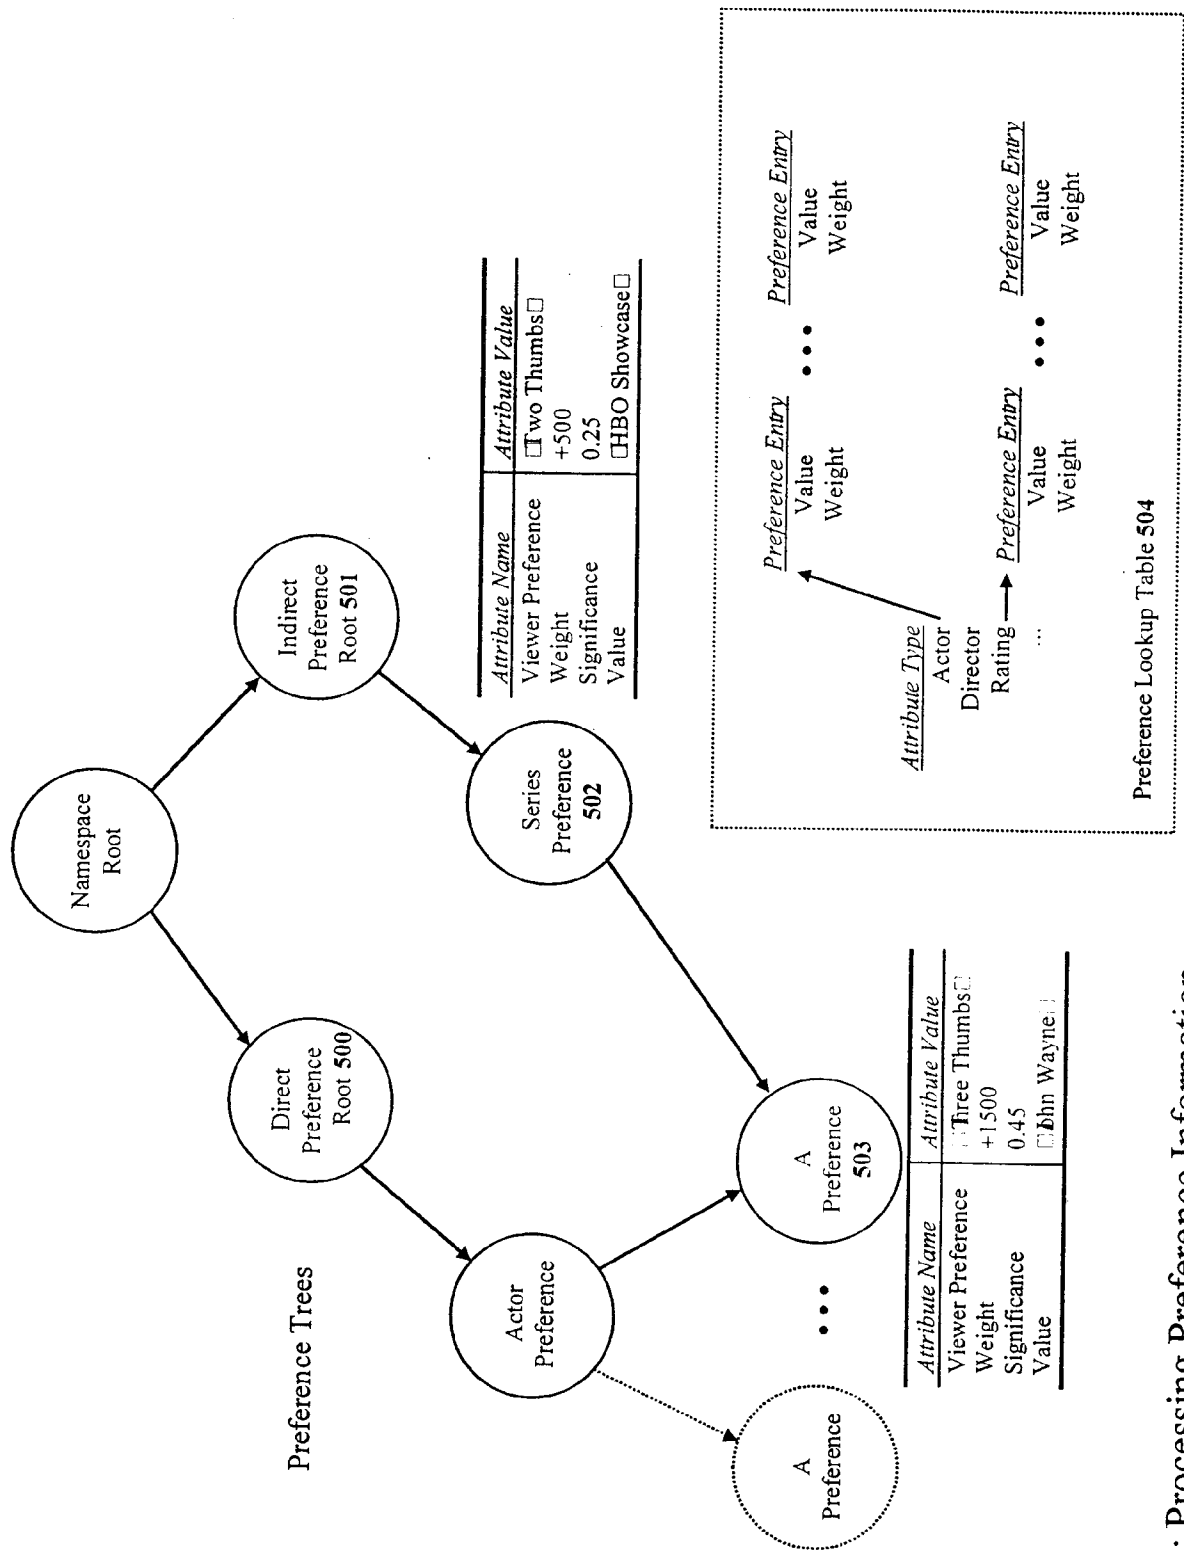 Preference Trees
Namespace
Root
Direct
Preference
Root 500
Indirect
Preference
Root 501
Actor
Preference
Series
Preference
502
Attribute Name Attribute Value
Viewer Preference □Two Thumbs□
Weight +500
Significance 0.25
Value □HBO Showcase□
A
Preference
•••
A
Preference
503
Attribute Name Attribute Value
Viewer Preference □Three Thumbs□
Weight +1500
Significance 0.45
Value □ohn Wayne□
Attribute Type
Actor
Director
Rating
...
Preference Entry
Value
Weight
•••
Preference Entry
Value
Weight
Preference Entry
Value
Weight
•••
Preference Entry
Value
Weight
Preference Lookup Table 504
Processing Preference Information